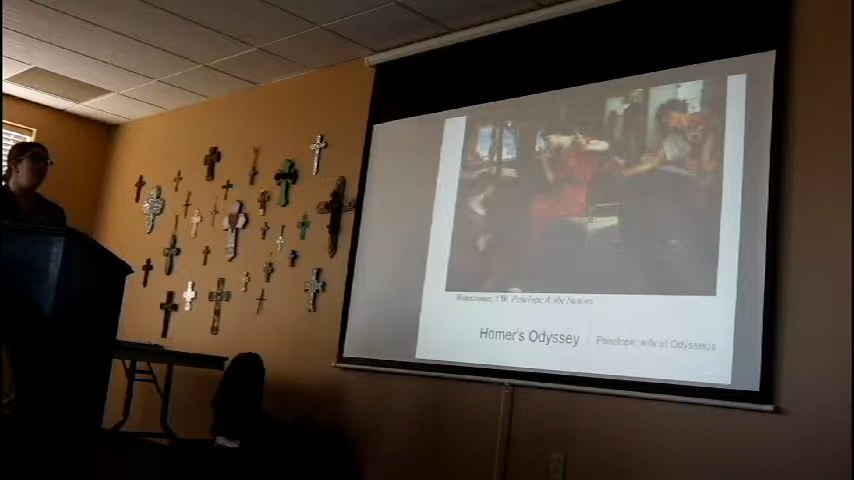 Waterhouse, J.W. Penelope & the Suitors
Homer's Odyssey
Penelope, wife of Odysseus